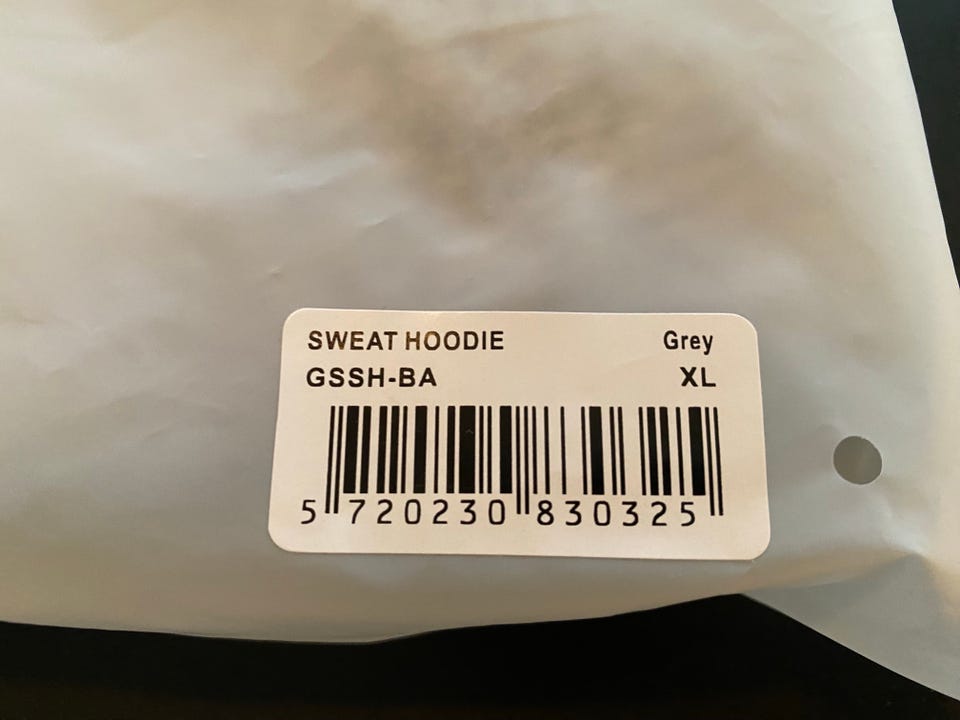 SWEAT HOODIE Grey
GSSH-BA XL
5 720230 830325